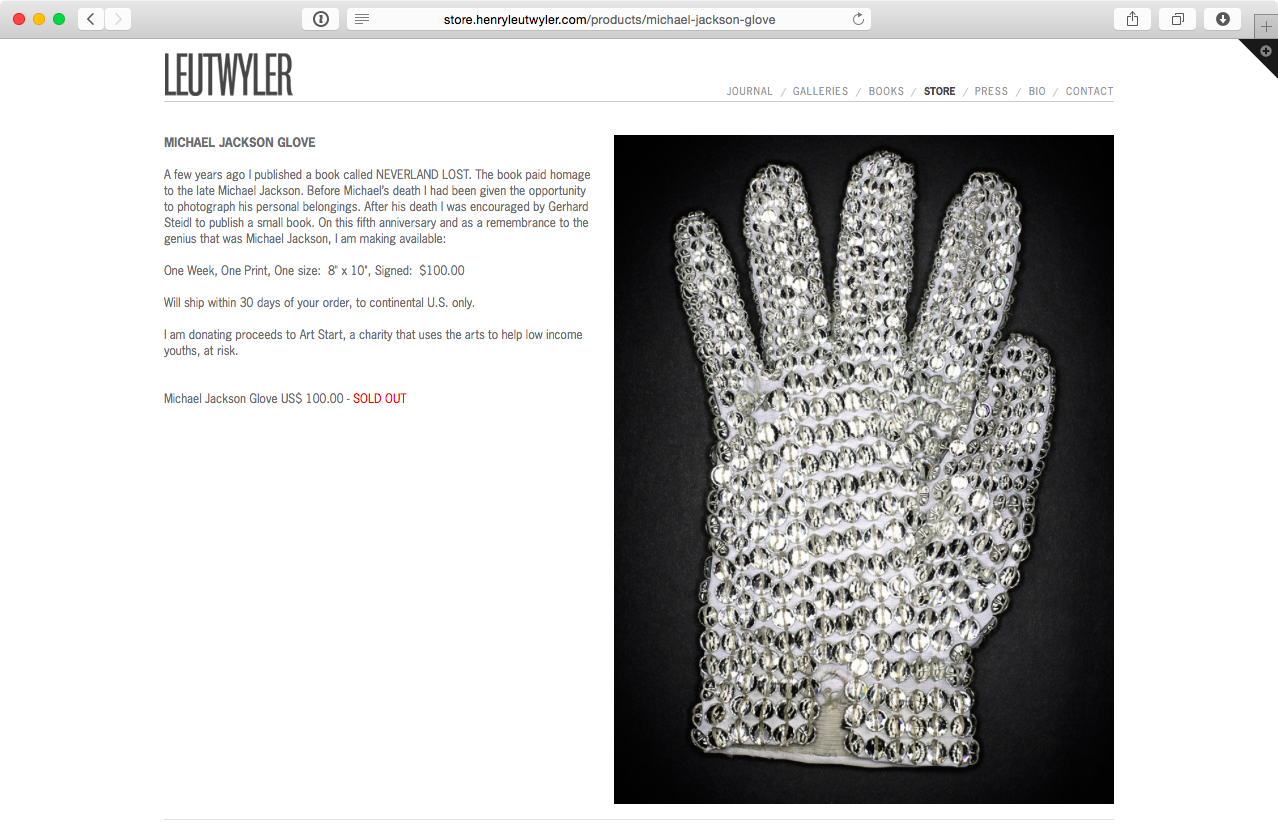 store.henryleutwyler.com/products/michael-jackson-glove
LEUTWYLER
JOURNAL / GALLERIES / BOOKS / STORE / PRESS / BIO / CONTACT
MICHAEL JACKSON GLOVE
A few years ago I published a book called NEVERLAND LOST. The book paid homage
to the late Michael Jackson. Before Michael's death I had been given the opportunity
to photograph his personal belongings. After his death I was encouraged by Gerhard
Steidl to publish a small book. On this fifth anniversary and as a remembrance to the
genius that was Michael Jackson, I am making available:
One Week, One Print, One size:  8" x 10", Signed:  $100.00
Will ship within 30 days of your order, to continental U.S. only.
I am donating proceeds to Art Start, a charity that uses the arts to help low income
youths, at risk.
Michael Jackson Glove US$ 100.00 - SOLD OUT